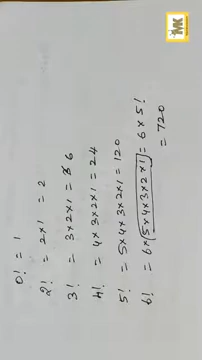 0! = 1
2! = 2×1 = 2
3! = 3×2×1 = 6
4! = 4×3×2×1 = 24
5! = 5×4×3×2×1 = 120
6! = 6×(5×4×3×2×1) = 6×5!
= 720
MK